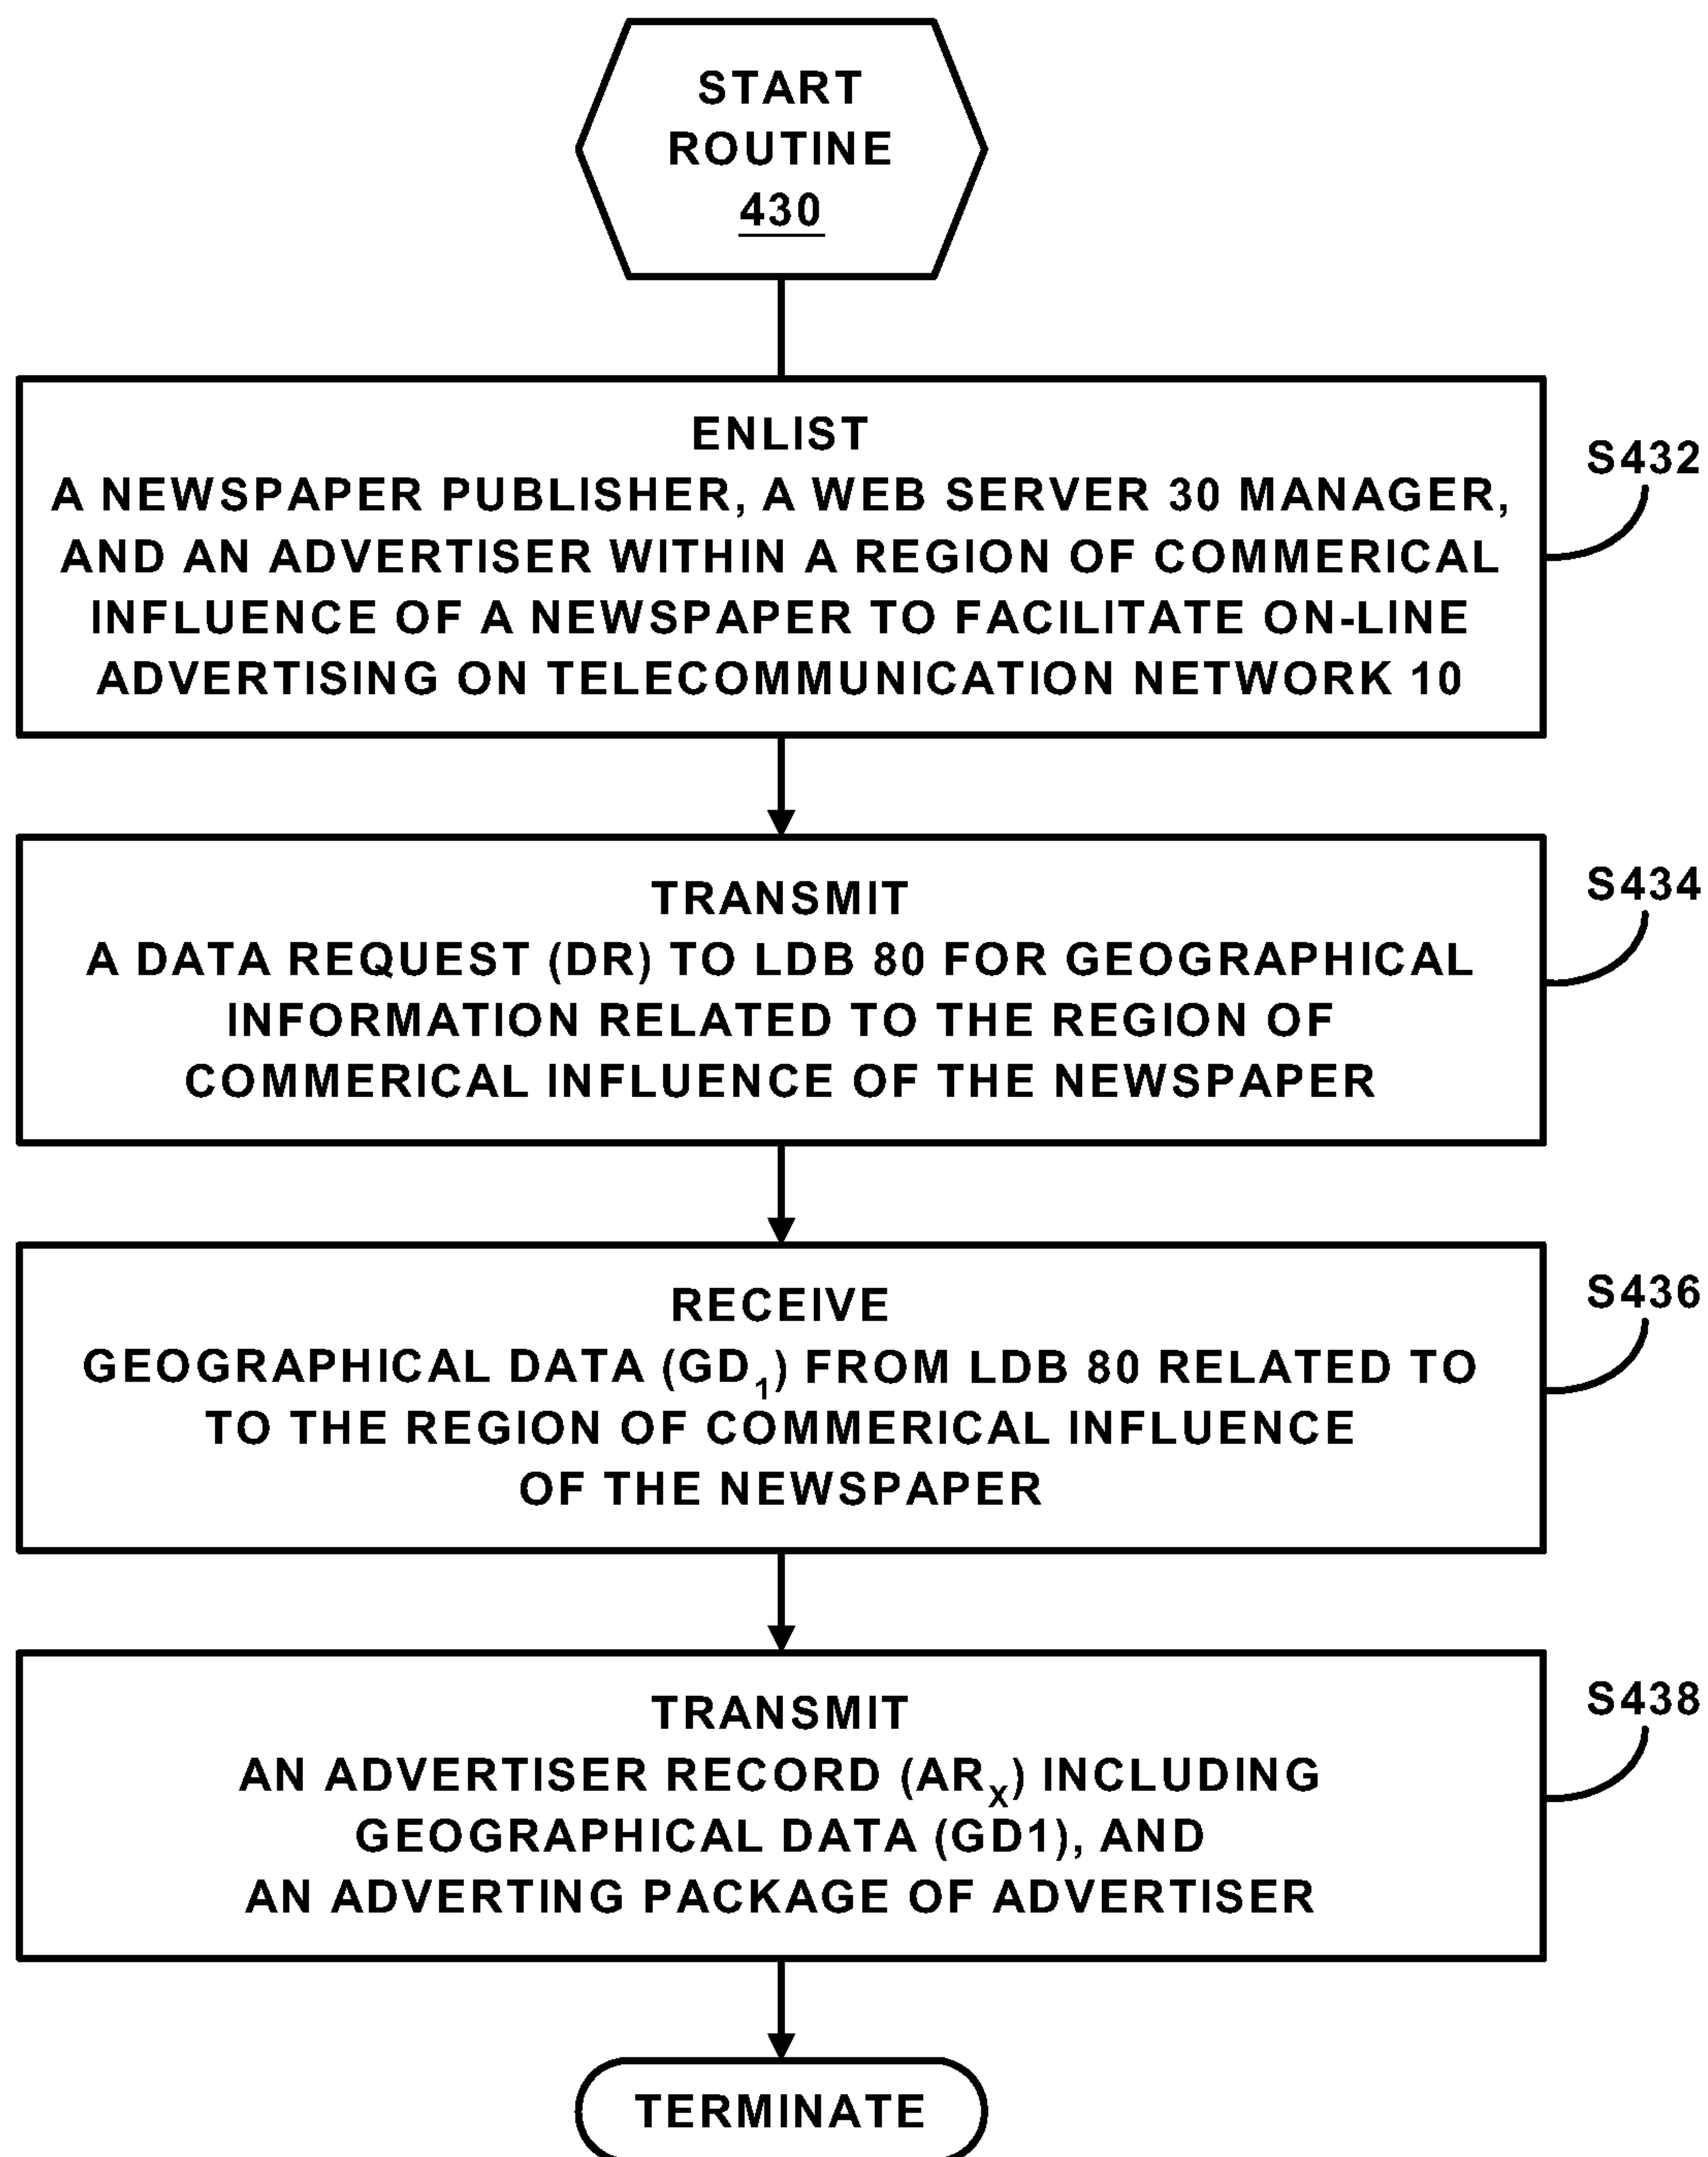 START
ROUTINE
430
ENLIST
A NEWSPAPER PUBLISHER, A WEB SERVER 30 MANAGER,
AND AN ADVERTISER WITHIN A REGION OF COMMERICAL
INFLUENCE OF A NEWSPAPER TO FACILITATE ON-LINE
ADVERTISING ON TELECOMMUNICATION NETWORK 10
S432
TRANSMIT
A DATA REQUEST (DR) TO LDB 80 FOR GEOGRAPHICAL
INFORMATION RELATED TO THE REGION OF
COMMERICAL INFLUENCE OF THE NEWSPAPER
S434
RECEIVE
GEOGRAPHICAL DATA (GD1) FROM LDB 80 RELATED TO
TO THE REGION OF COMMERICAL INFLUENCE
OF THE NEWSPAPER
S436
TRANSMIT
AN ADVERTISER RECORD (ARX) INCLUDING
GEOGRAPHICAL DATA (GD1), AND
AN ADVERTING PACKAGE OF ADVERTISER
S438
TERMINATE